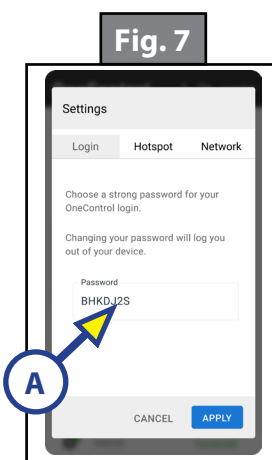 Fig. 7
Settings
Login Hotspot Network
Choose a strong password for your
OneControl login.
Changing your password will log you
out of your device.
Password
BHKDJ2S
A
CANCEL APPLY